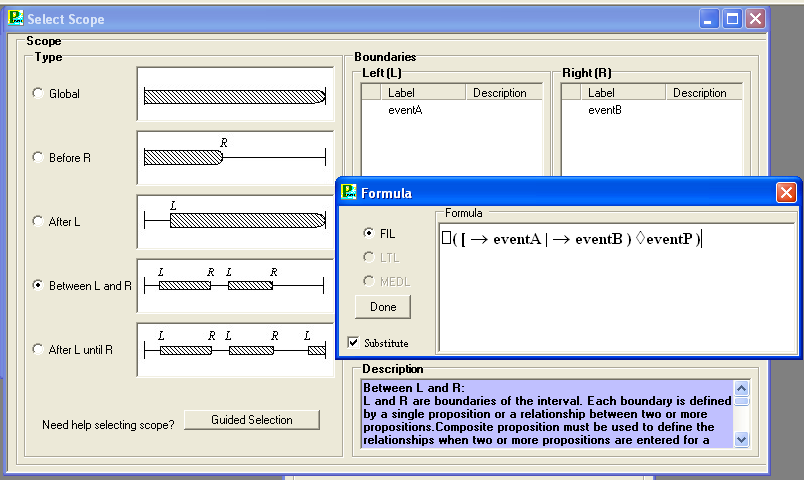 Select Scope
Scope
Type
Global
Before R
R
After L
L
Between L and R
L R L R
After L until R
L R L R L
Need help selecting scope?
Guided Selection
Boundaries
Left (L)
Label Description
eventA
Right (R)
Label Description
eventB
Formula
FIL
LTL
MEDL
Done
Substitute
Formula
□( [ → eventA | → eventB ) ◊eventP )
Description
Between L and R:
L and R are boundaries of the interval. Each boundary is defined
by a single proposition or a relationship between two or more
propositions.Composite proposition must be used to define the
relationships when two or more propositions are entered for a